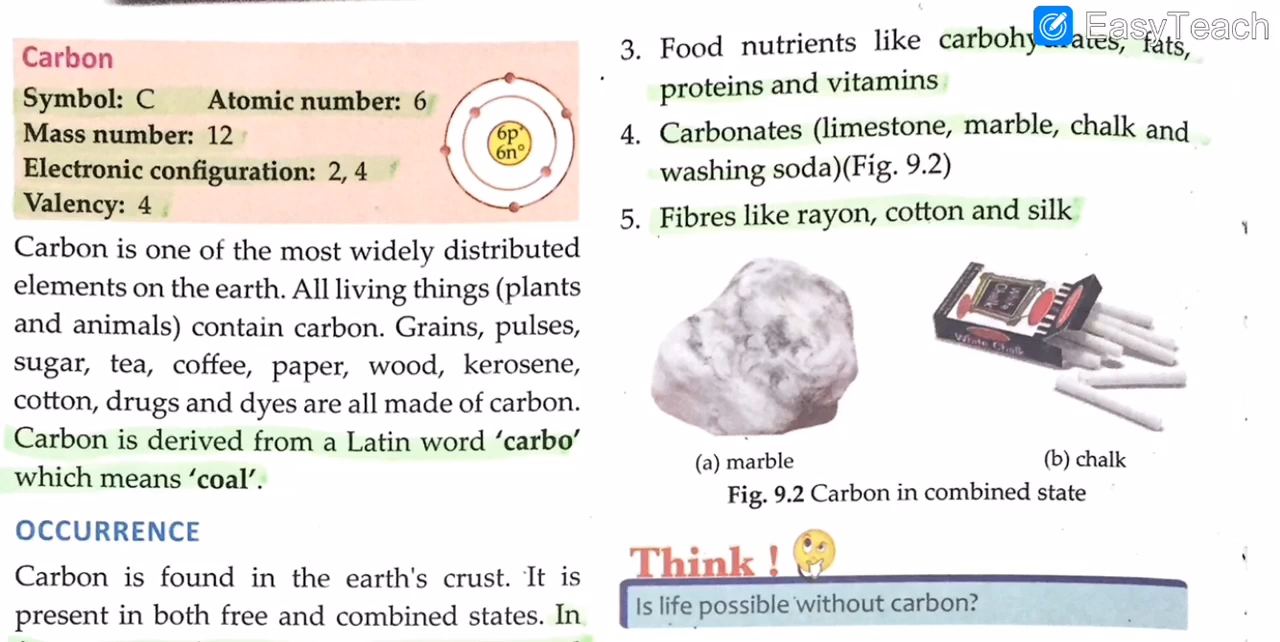 Carbon
Symbol: C Atomic number: 6
Mass number: 12
Electronic configuration: 2, 4
Valency: 4
6p⁺
6n°
Carbon is one of the most widely distributed
elements on the earth. All living things (plants
and animals) contain carbon. Grains, pulses,
sugar, tea, coffee, paper, wood, kerosene,
cotton, drugs and dyes are all made of carbon.
Carbon is derived from a Latin word ‘carbo’
which means ‘coal’.
OCCURRENCE
Carbon is found in the earth's crust. It is
present in both free and combined states. In
EasyTeach
3. Food nutrients like carbohydrates, fats,
proteins and vitamins
4. Carbonates (limestone, marble, chalk and
washing soda)(Fig. 9.2)
5. Fibres like rayon, cotton and silk
White Chalk
White Chalk
(a) marble
(b) chalk
Fig. 9.2 Carbon in combined state
Think !
Is life possible without carbon?